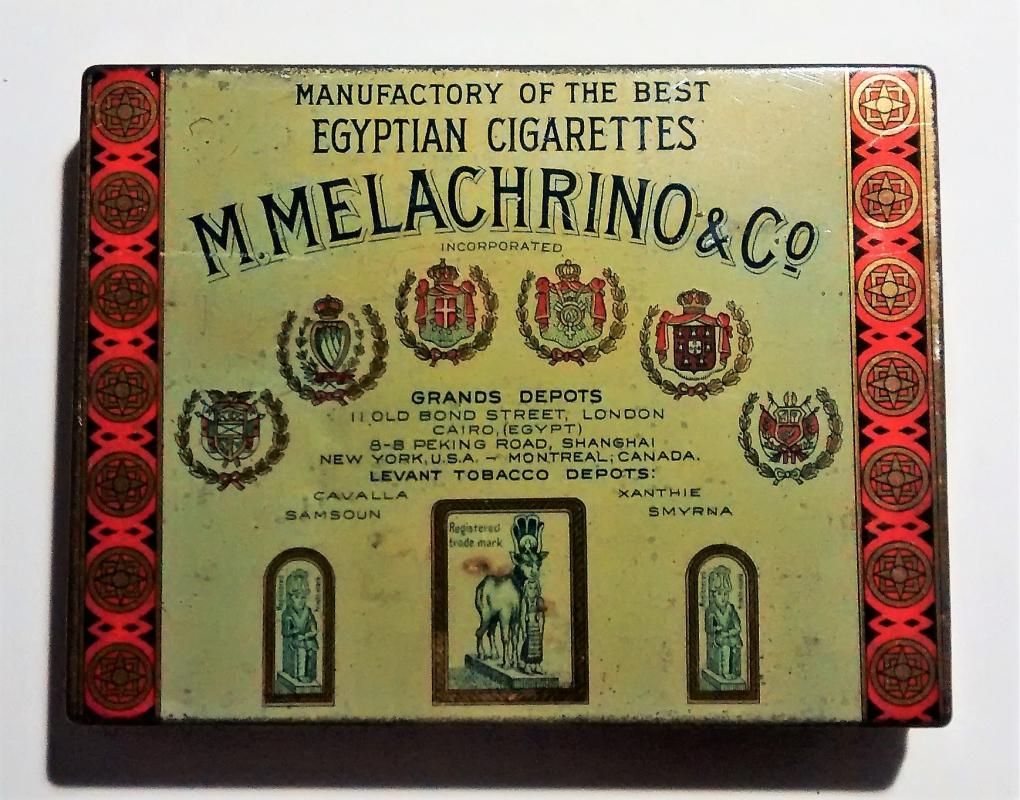 MANUFACTORY OF THE BEST
EGYPTIAN CIGARETTES
M. MELACHRINO & Co
INCORPORATED
GRANDS DEPOTS
11 OLD BOND STREET, LONDON
CAIRO, (EGYPT)
8-8 PEKING ROAD, SHANGHAI
NEW YORK, U.S.A. – MONTREAL, CANADA.
LEVANT TOBACCO DEPOTS:
CAVALLA XANTHIE
SAMSOUN SMYRNA
Registered
trade mark